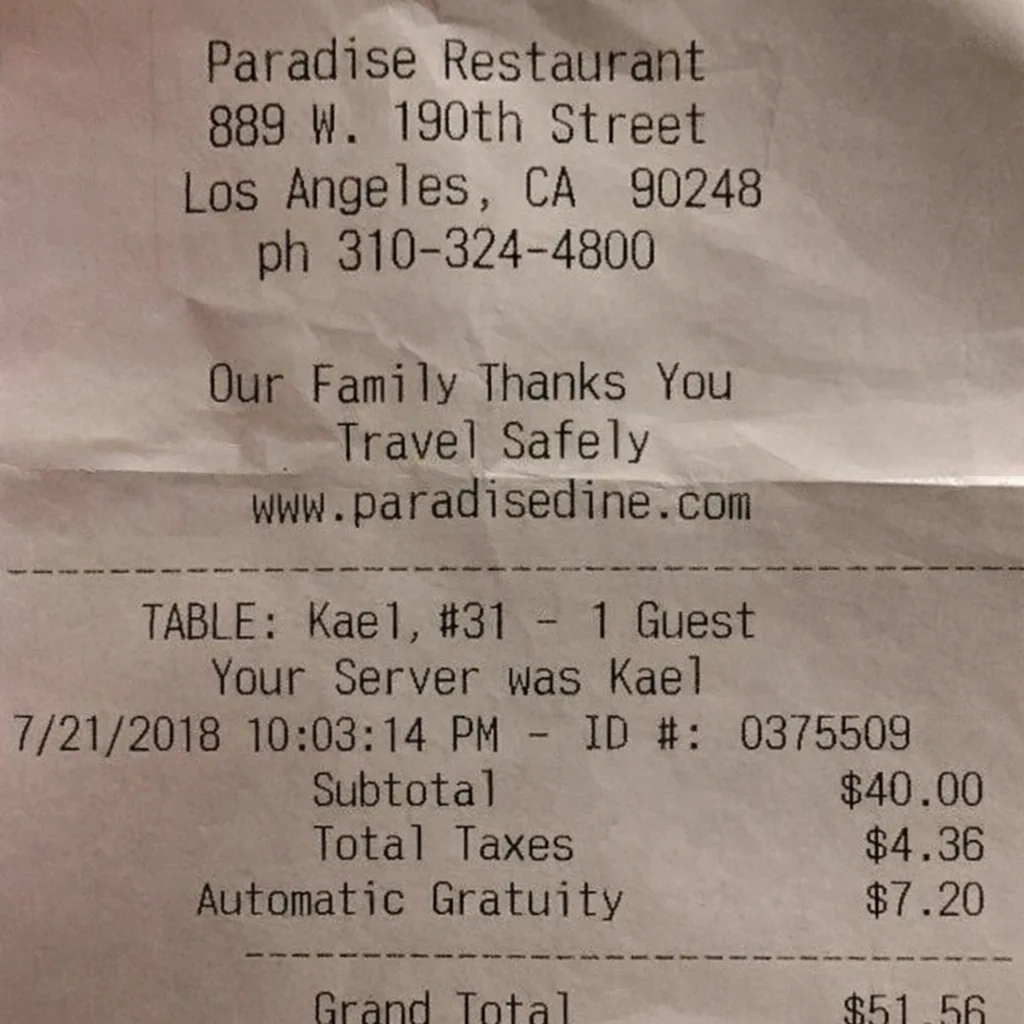 Paradise Restaurant
889 W. 190th Street
Los Angeles, CA 90248
ph 310-324-4800
Our Family Thanks You
Travel Safely
www.paradisedine.com
TABLE: Kael, #31 - 1 Guest
Your Server was Kael
7/21/2018 10:03:14 PM - ID #: 0375509
Subtotal $40.00
Total Taxes $4.36
Automatic Gratuity $7.20
Grand Total $51.56